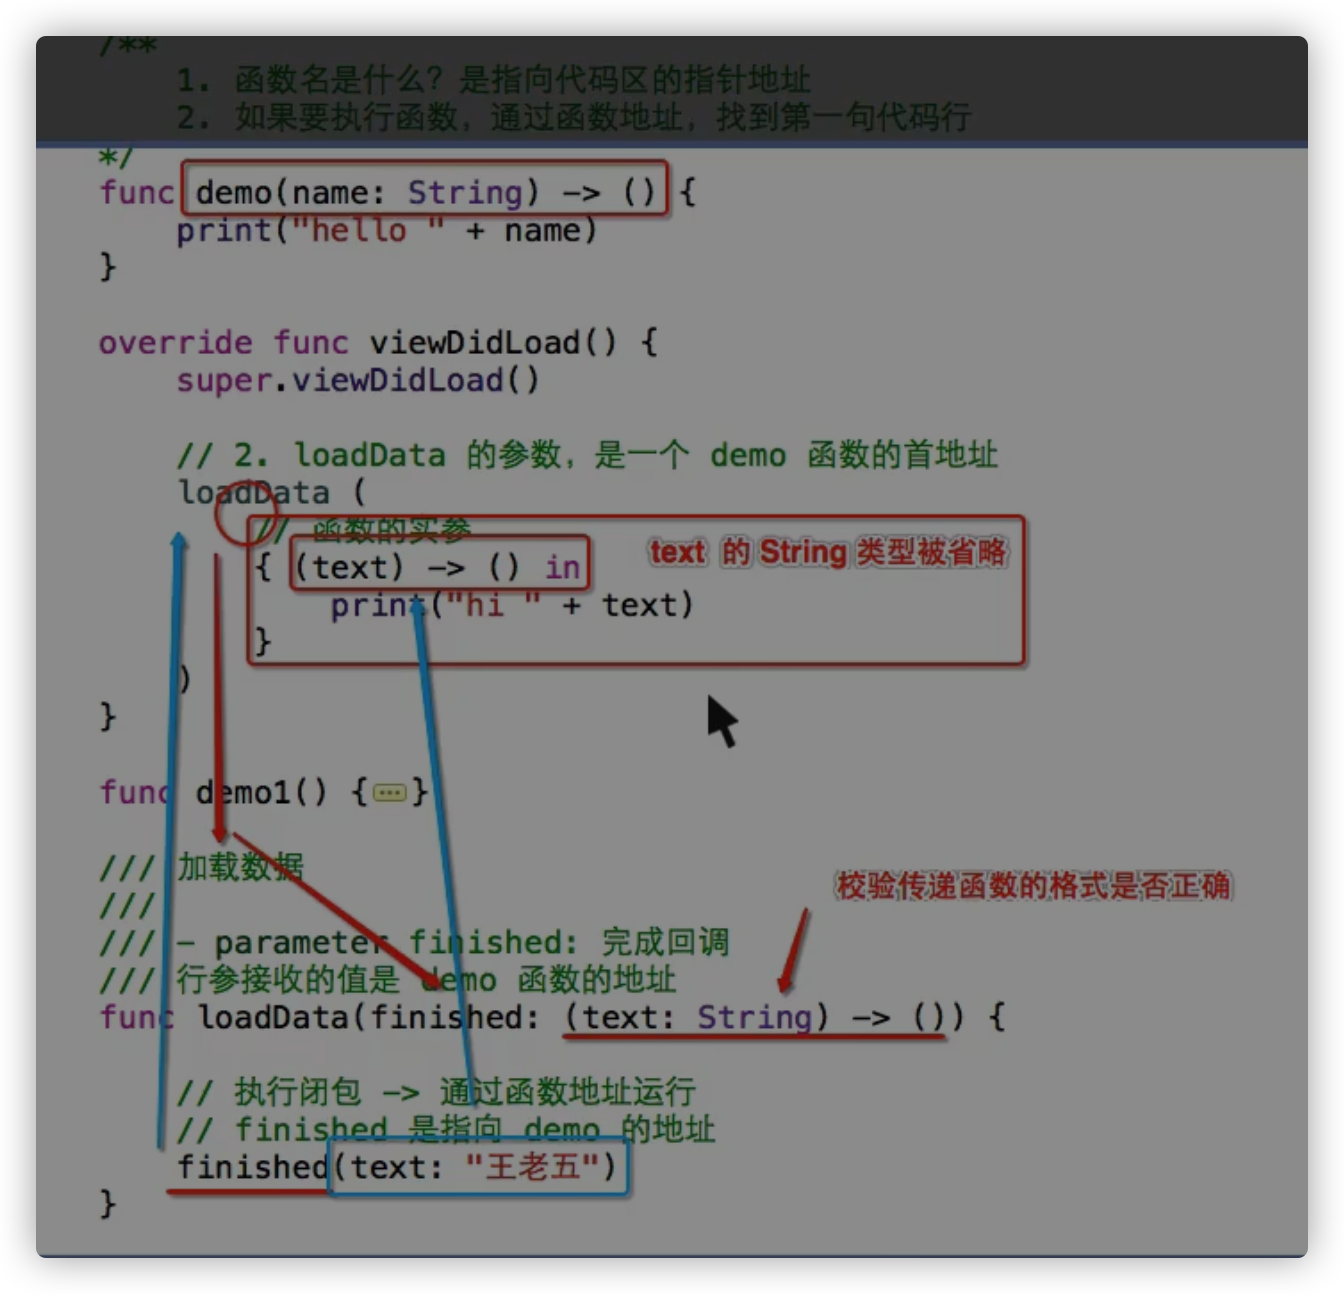 /**
1. 函数名是什么？是指向代码区的指针地址
2. 如果要执行函数，通过函数地址，找到第一句代码行
*/
func demo(name: String) -> () {
print("hello " + name)
}
override func viewDidLoad() {
super.viewDidLoad()
// 2. loadData 的参数，是一个 demo 函数的首地址
loadData (
// 函数的实参
{ (text) -> () in
text 的 String 类型被省略
print("hi " + text)
}
)
}
func demo1() {...}
/// 加载数据
///
校验传递函数的格式是否正确
/// - parameter finished: 完成回调
/// 行参接收的值是 demo 函数的地址
func loadData(finished: (text: String) -> ()) {
// 执行闭包 -> 通过函数地址运行
// finished 是指向 demo 的地址
finished(text: "王老五")
}